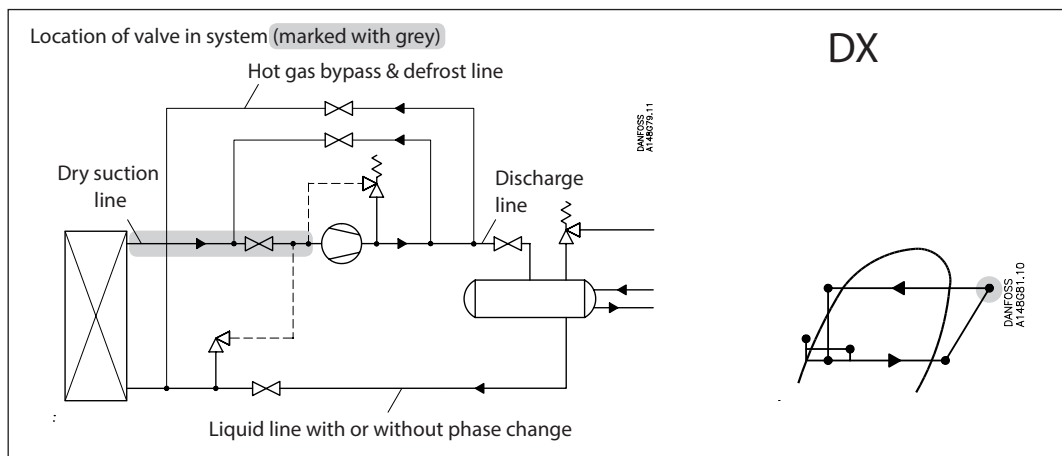 Location of valve in system (marked with grey)
DX
Hot gas bypass & defrost line
DANFOSS
A148G79.11
Dry suction
line
Discharge
line
DANFOSS
A148G81.10
:
Liquid line with or without phase change